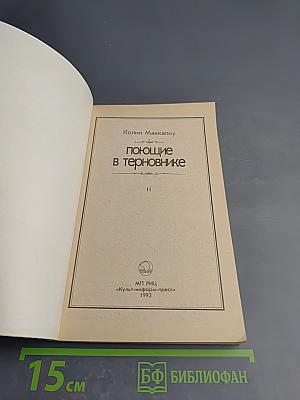 Колин Маккалоу
ПОЮЩИЕ
В ТЕРНОВНИКЕ
II
МП РИЦ
«Культ-информ-пресс»
1992
15 см
БФ БИБЛИОФАН